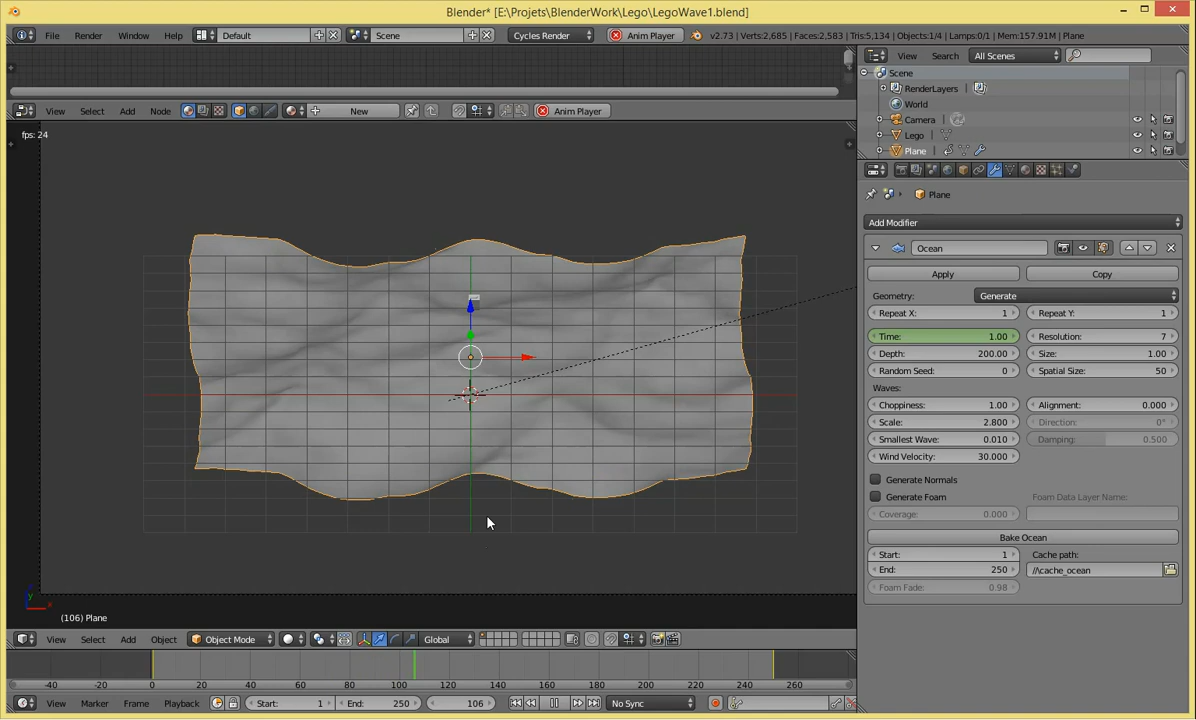 Blender* [E:\Projets\BlenderWork\Lego\LegoWave1.blend]
File Render Window Help Default Scene Cycles Render Anim Player v2.73 | Verts:2,685 | Faces:2,583 | Tris:5,134 | Objects:1/4 | Lamps:0/1 | Mem:157.91M | Plane
View Search All Scenes
Scene
RenderLayers
World
Camera
Lego
Plane
View Select Add Node New Anim Player
fps: 24
Plane
Add Modifier
Ocean
Apply Copy
Geometry: Generate
Repeat X: 1 Repeat Y: 1
Time: 1.00 Resolution: 7
Depth: 200.00 Size: 1.00
Random Seed: 0 Spatial Size: 50
Waves:
Choppiness: 1.00 Alignment: 0.000
Scale: 2.800 Direction: 0°
Smallest Wave: 0.010 Damping: 0.500
Wind Velocity: 30.000
Generate Normals
Generate Foam Foam Data Layer Name:
Coverage: 0.000
Bake Ocean
Start: 1 Cache path:
End: 250 //cache_ocean
Foam Fade: 0.98
y
x
(106) Plane
View Select Add Object Object Mode Global
-40 -20 0 20 40 60 80 100 120 140 160 180 200 220 240 260
View Marker Frame Playback Start: 1 End: 250 106 No Sync